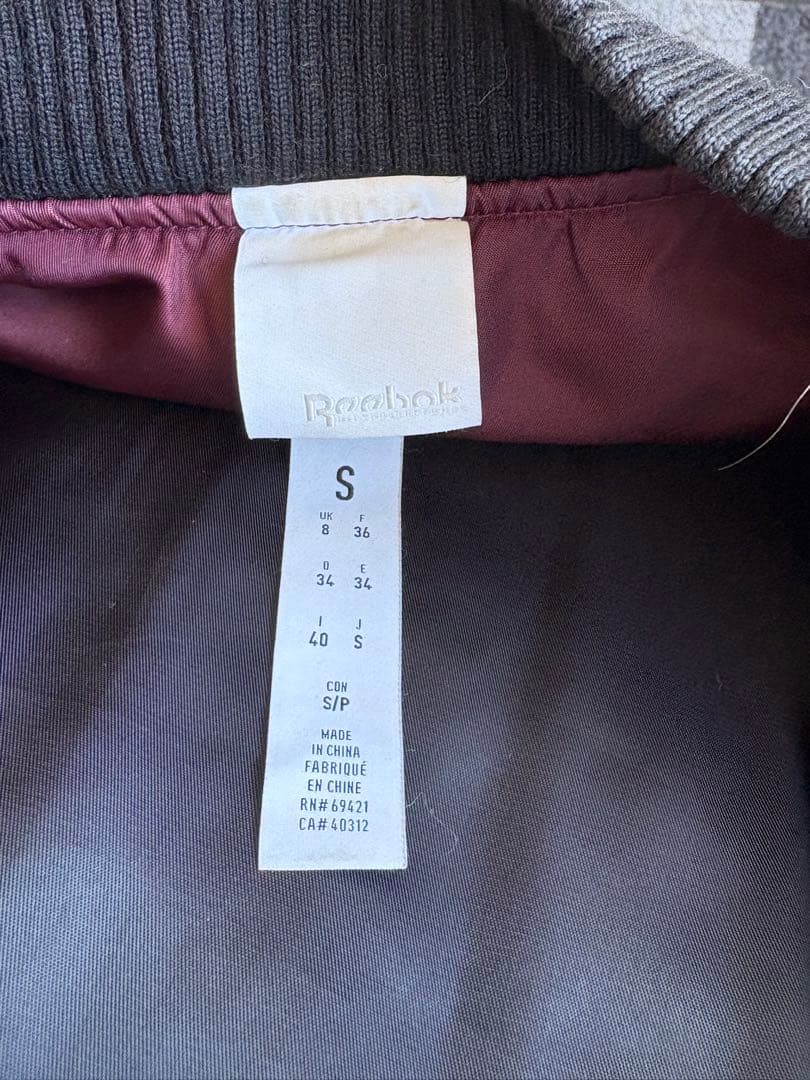 Reebok
S
UK F
8 36
D E
34 34
I J
40 S
CDN
S/P
MADE
IN CHINA
FABRIQUÉ
EN CHINE
RN# 69421
CA# 40312